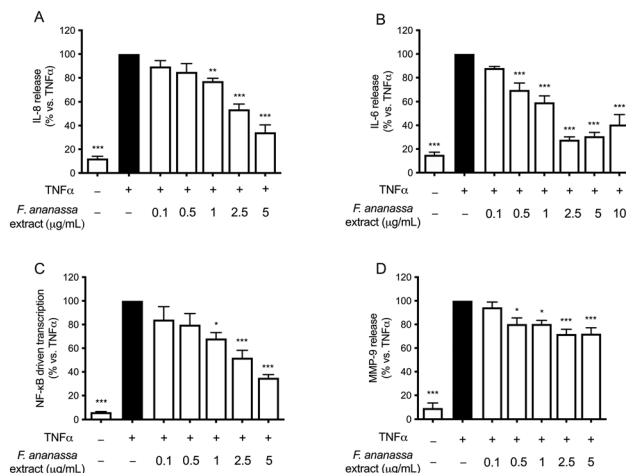 A
IL-8 release
(% vs. TNFα)
120
100
80
60
40
20
0
***
**
***
***
TNFα – + + + + + +
F. ananassa
extract (μg/mL) – – 0.1 0.5 1 2.5 5
B
IL-6 release
(% vs. TNFα)
120
100
80
60
40
20
0
***
***
***
***
***
***
TNFα – + + + + + + +
F. ananassa
extract (μg/mL) – – 0.1 0.5 1 2.5 5 10
C
NF-κB driven transcription
(% vs. TNFα)
120
100
80
60
40
20
0
***
*
***
***
TNFα – + + + + + +
F. ananassa
extract (μg/mL) – – 0.1 0.5 1 2.5 5
D
MMP-9 release
(% vs. TNFα)
120
100
80
60
40
20
0
***
*
*
***
***
TNFα – + + + + + +
F. ananassa
extract (μg/mL) – – 0.1 0.5 1 2.5 5